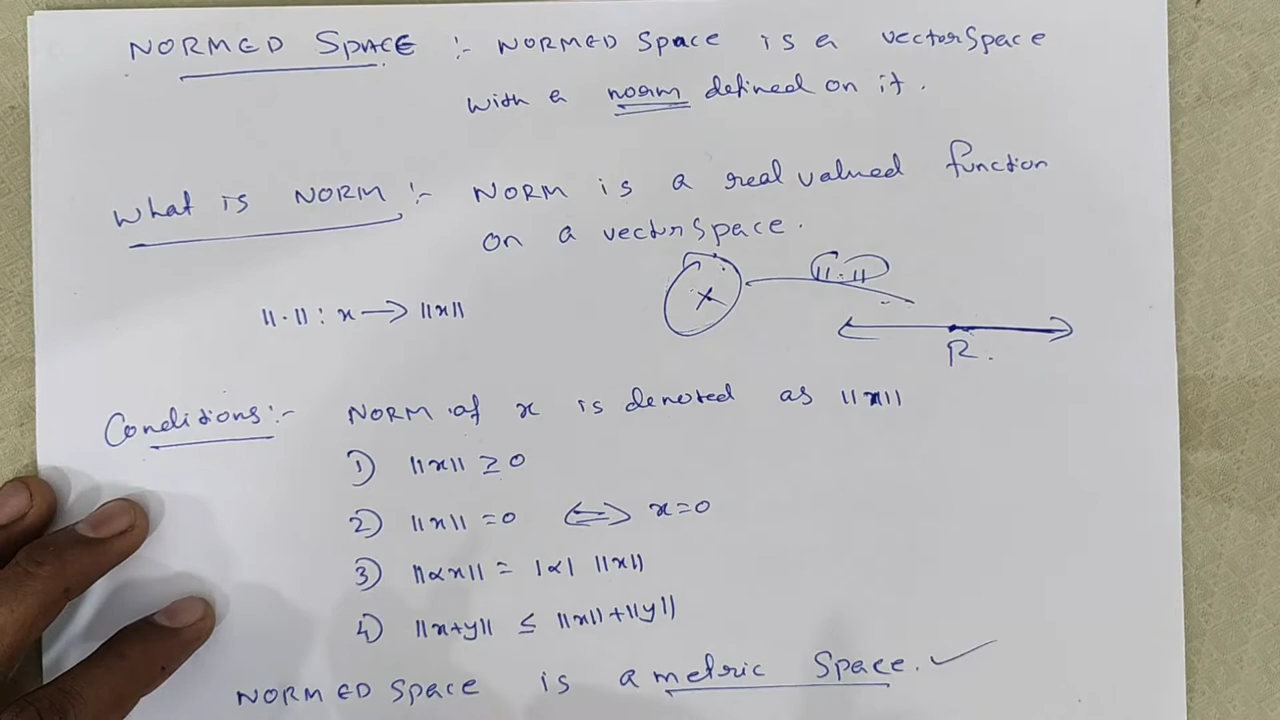 NORMED SPACE :- NORMED Space is a vectorSpace
with a norm defined on it.
What is NORM :- NORM is a real valued function
on a vectorSpace.
||·|| : x → ||x||
X ||·|| R.
Conditions:- NORM of x is denoted as ||x||
1) ||x|| ≥ 0
2) ||x|| = 0 ⇔ x=0
3) ||αx|| = |α| ||x||
4) ||x+y|| ≤ ||x||+||y||
NORMED Space is a metric Space. ✓